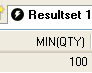 Resultset 1
MIN(QTY)
100